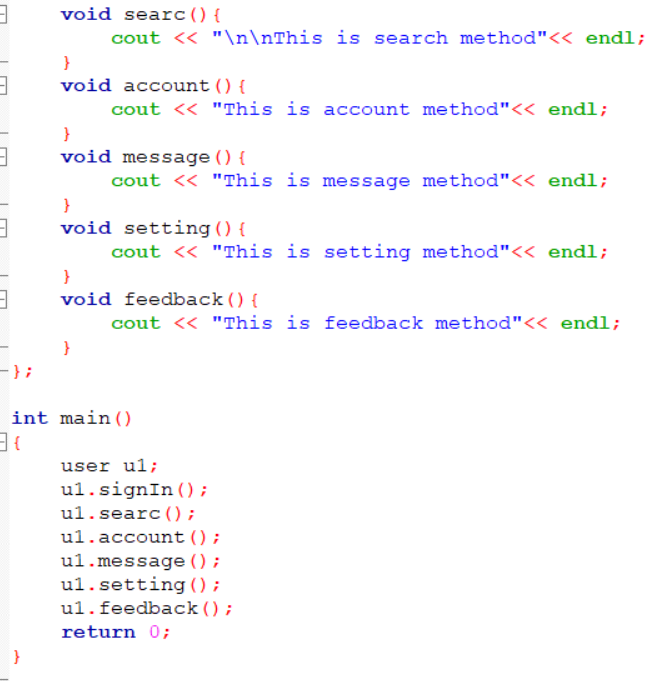 void searc(){
cout << "\n\nThis is search method"<< endl;
}
void account(){
cout << "This is account method"<< endl;
}
void message(){
cout << "This is message method"<< endl;
}
void setting(){
cout << "This is setting method"<< endl;
}
void feedback(){
cout << "This is feedback method"<< endl;
}
};
int main()
{
user u1;
u1.signIn();
u1.searc();
u1.account();
u1.message();
u1.setting();
u1.feedback();
return 0;
}